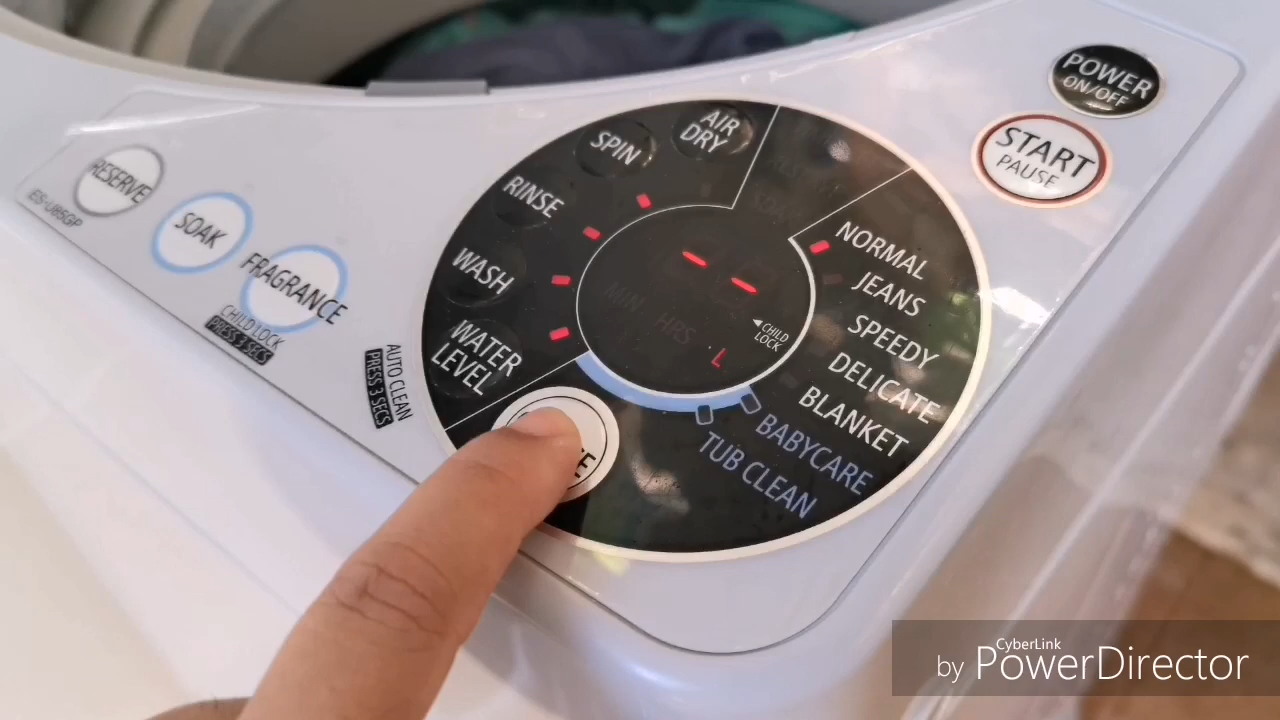 POWER
ON/OFF
START
PAUSE
AIR
DRY
SPIN
RINSE
WASH
WATER
LEVEL
RESERVE
ES-U85GP
SOAK
FRAGRANCE
CHILD LOCK
PRESS 3 SECS
AUTO CLEAN
PRESS 3 SECS
NORMAL
JEANS
SPEEDY
DELICATE
BLANKET
BABYCARE
TUB CLEAN
--
MIN
HRS
L
◀CHILD
LOCK
CyberLink
by PowerDirector